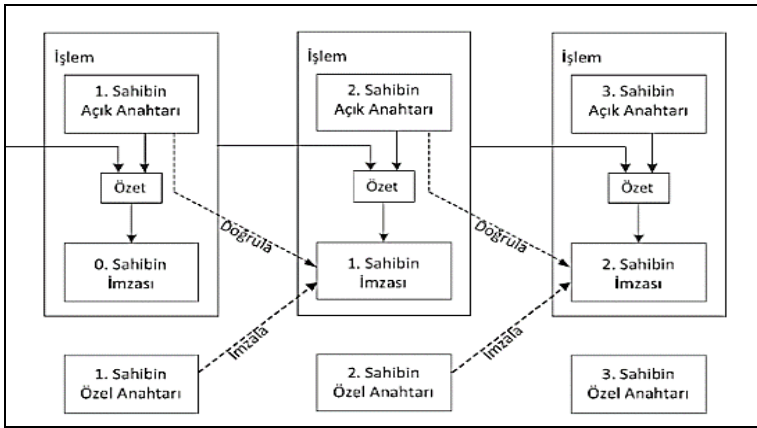 İşlem
1. Sahibin
Açık Anahtarı
Özet
0. Sahibin
İmzası
Doğrula
İmzala
1. Sahibin
Özel Anahtarı
İşlem
2. Sahibin
Açık Anahtarı
Özet
1. Sahibin
İmzası
Doğrula
İmzala
2. Sahibin
Özel Anahtarı
İşlem
3. Sahibin
Açık Anahtarı
Özet
2. Sahibin
İmzası
3. Sahibin
Özel Anahtarı